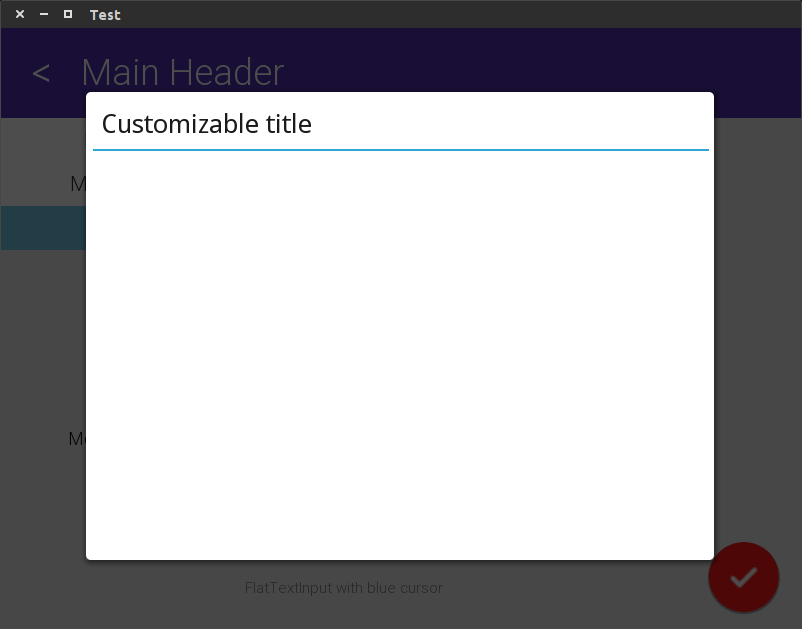 Test
< Main Header
Customizable title
FlatTextInput with blue cursor